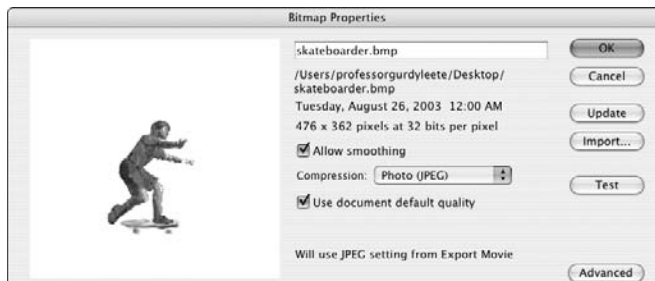 Bitmap Properties
skateboarder.bmp
OK
/Users/professorgurdyleete/Desktop/
skateboarder.bmp
Cancel
Tuesday, August 26, 2003 12:00 AM
Update
476 x 362 pixels at 32 bits per pixel
Import...
Allow smoothing
Compression: Photo (JPEG)
Test
Use document default quality
Will use JPEG setting from Export Movie
Advanced